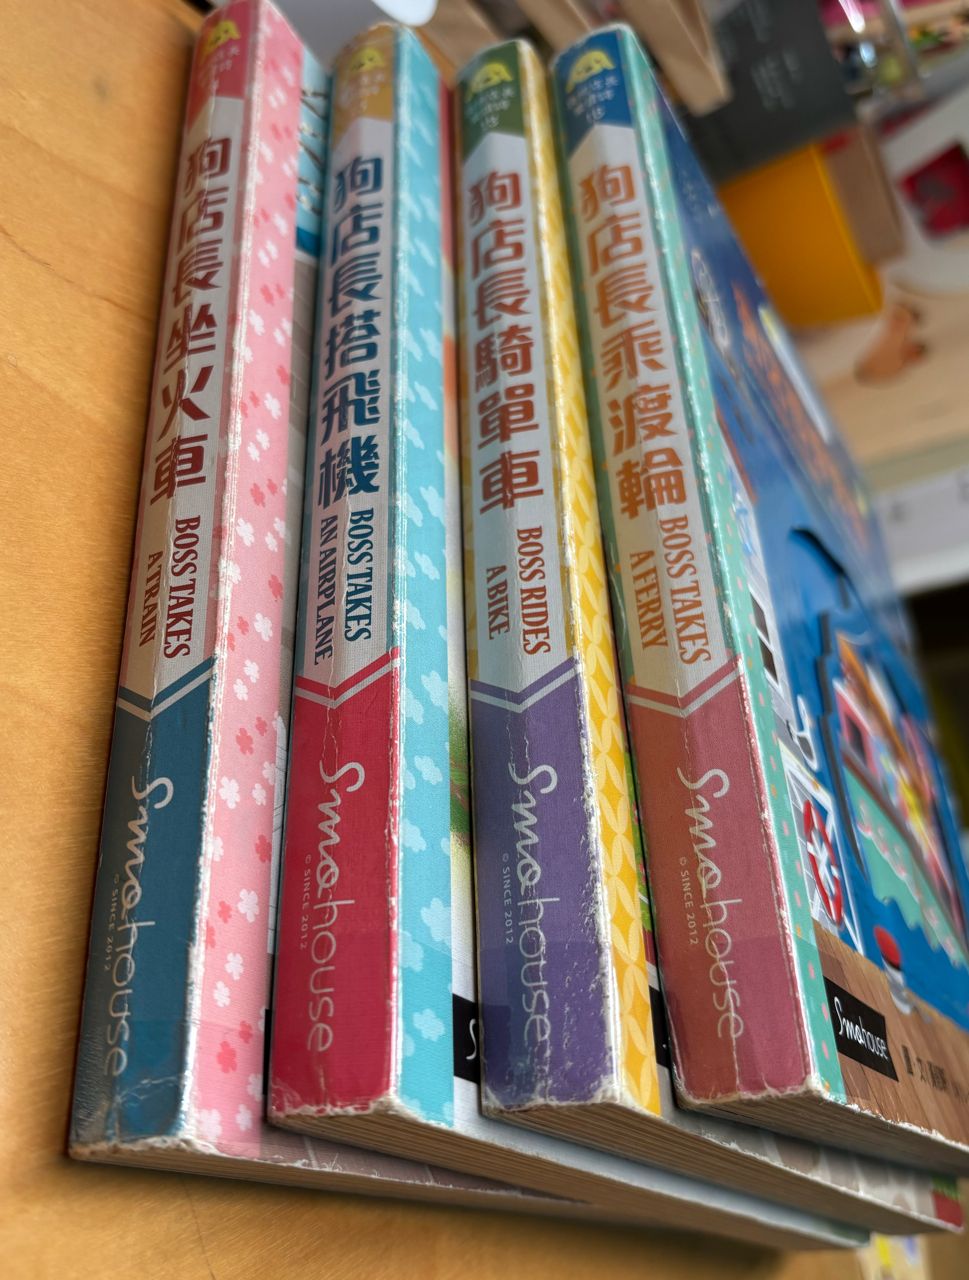 狗店長坐火車
BOSS TAKES
A TRAIN
Smohouse
© SINCE 2012
狗店長搭飛機
BOSS TAKES
AN AIRPLANE
Smohouse
© SINCE 2012
狗店長騎單車
BOSS RIDES
A BIKE
Smohouse
© SINCE 2012
狗店長乘渡輪
BOSS TAKES
A FERRY
Smohouse
© SINCE 2012
Smohouse